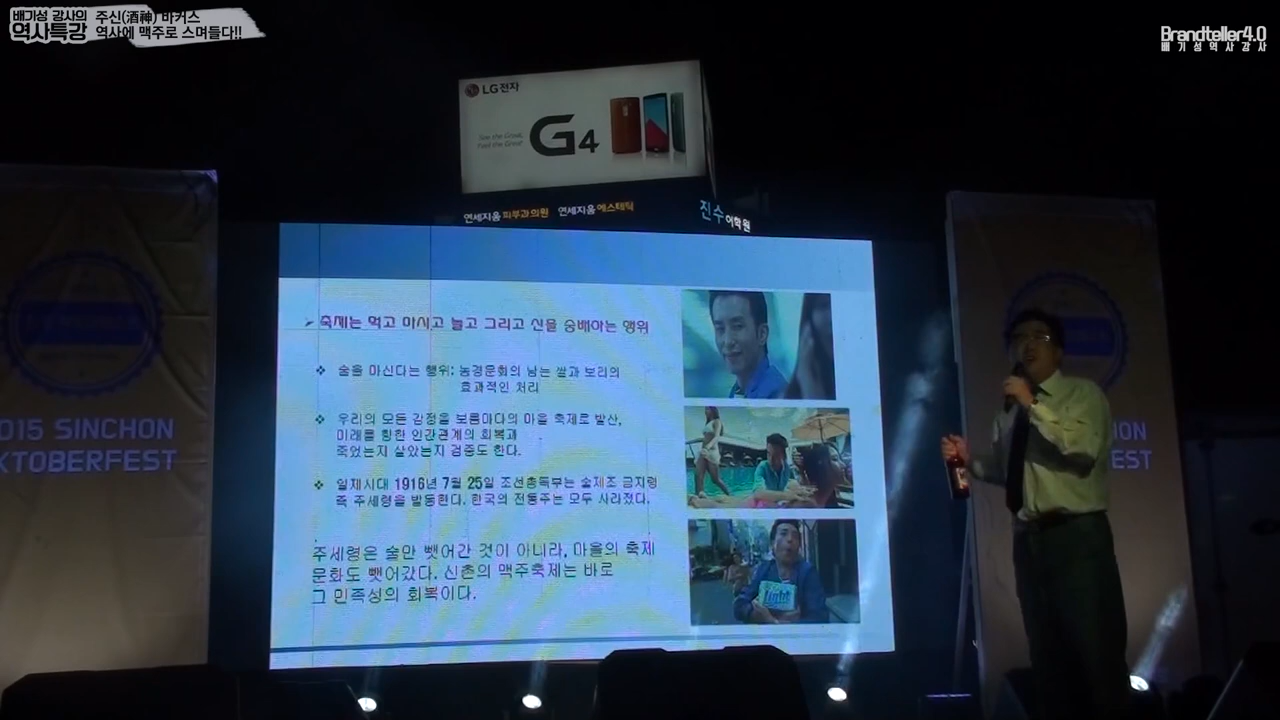 배기성 강사의
역사특강
주신(酒神) 바커스
역사에 맥주로 스며들다!!
Brandteller4.0
배기성역사강사
LG전자
See the Great,
Feel the Great
G4
연세지움피부과의원 연세지움에스테틱
진수어학원
➢ 축제는 먹고 마시고 놀고 그리고 신을 숭배하는 행위
❖ 술을 마신다는 행위: 농경문화의 남는 쌀과 보리의
효과적인 처리
❖ 우리의 모든 감정을 보름마다의 마을 축제로 발산,
미래를 향한 인간관계의 회복과
죽었는지 살았는지 검증도 한다.
❖ 일제시대 1916년 7월 25일 조선총독부는 술제조 금지령
즉 주세령을 발동한다. 한국의 전통주는 모두 사라졌다.
주세령은 술만 뺏어간 것이 아니라, 마을의 축제
문화도 뺏어갔다. 신촌의 맥주축제는 바로
그 민족성의 회복이다.
light
015 SINCHON
KTOBERFEST
ION
EST